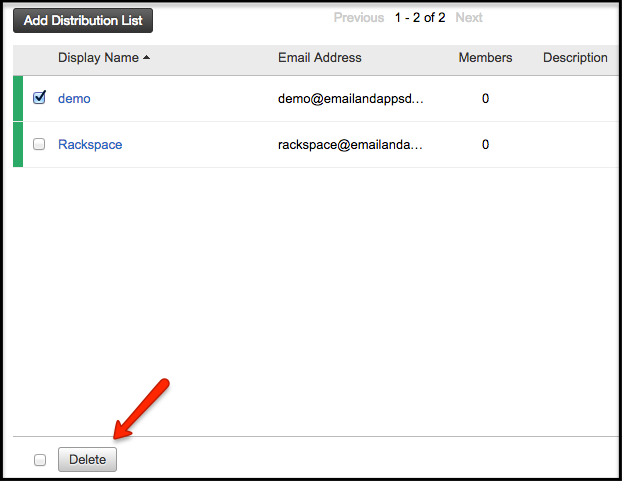 Add Distribution List Previous 1 - 2 of 2 Next
Display Name Email Address Members Description
demo demo@emailandappsd... 0
Rackspace rackspace@emailanda... 0
Delete